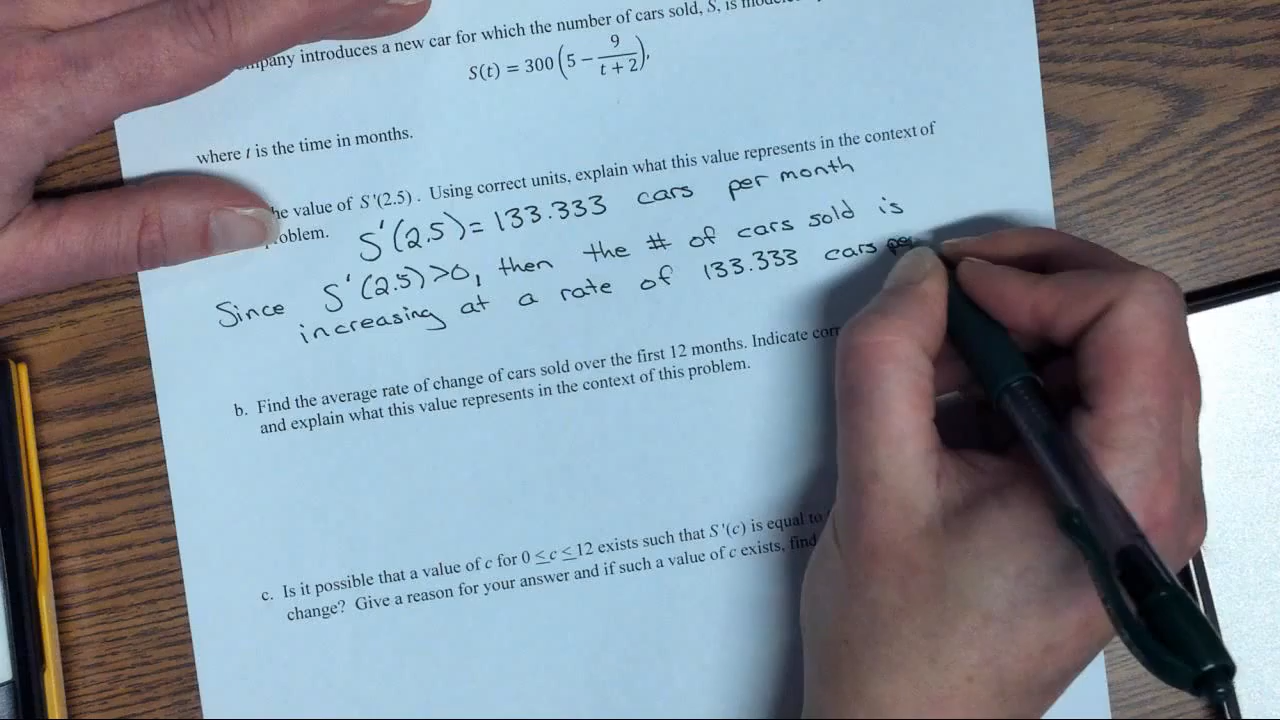 introduces a new car for which the number of cars sold, S, is
S(t) = 300 (5 − 9/(t + 2)),
where t is the time in months.
value of S'(2.5). Using correct units, explain what this value represents in the context of
S'(2.5) = 133.333 cars per month
Since S'(2.5) > 0, then the # of cars sold is
increasing at a rate of 133.333 cars per
b. Find the average rate of change of cars sold over the first 12 months. Indicate
and explain what this value represents in the context of this problem.
c. Is it possible that a value of c for 0 ≤ c ≤ 12 exists such that S'(c) is equal to
change? Give a reason for your answer and if such a value of c exists, find